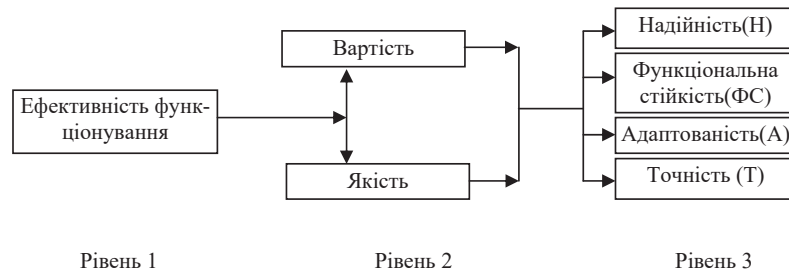 Ефективність функ-
ціонування
Вартість
Якість
Надійність(Н)
Функціональна
стійкість(ФС)
Адаптованість(А)
Точність (Т)
Рівень 1
Рівень 2
Рівень 3